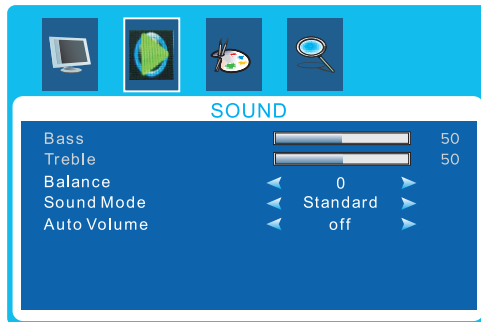 SOUND
Bass 50
Treble 50
Balance 0
Sound Mode Standard
Auto Volume off